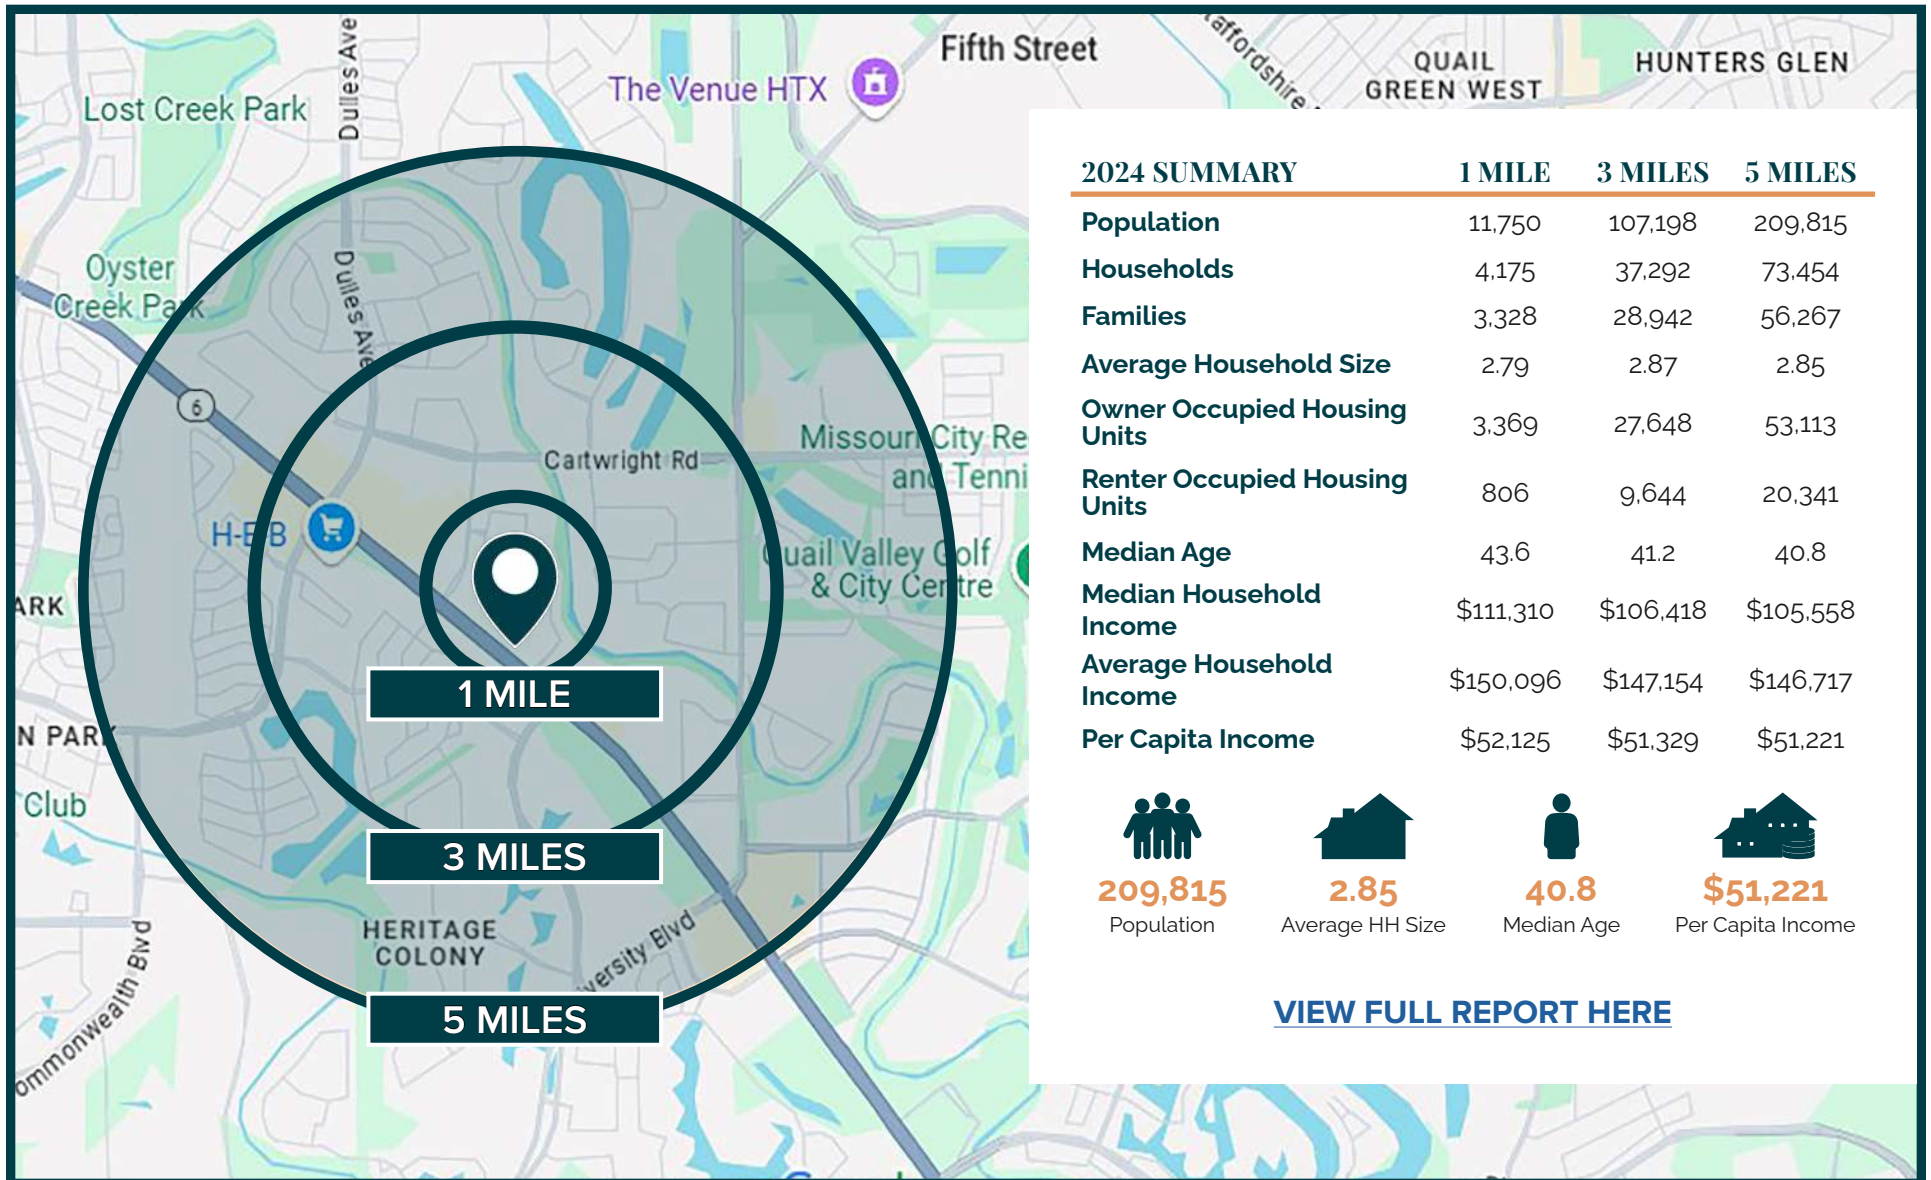 Dulles Ave
Lost Creek Park
The Venue HTX
Fifth Street
QUAIL
GREEN WEST
HUNTERS GLEN
Oyster
Creek Park
Dulles Ave
6
Cartwright Rd
Missouri City Re
and Tenni
H-E-B
Quail Valley Golf
& City Centre
ARK
N PARK
Club
HERITAGE
COLONY
versity Blvd
ommonwealth Blvd
1 MILE
3 MILES
5 MILES
2024 SUMMARY 1 MILE 3 MILES 5 MILES
Population 11,750 107,198 209,815
Households 4,175 37,292 73,454
Families 3,328 28,942 56,267
Average Household Size 2.79 2.87 2.85
Owner Occupied Housing
Units 3,369 27,648 53,113
Renter Occupied Housing
Units 806 9,644 20,341
Median Age 43.6 41.2 40.8
Median Household
Income $111,310 $106,418 $105,558
Average Household
Income $150,096 $147,154 $146,717
Per Capita Income $52,125 $51,329 $51,221
209,815 2.85 40.8 $51,221
Population Average HH Size Median Age Per Capita Income
VIEW FULL REPORT HERE